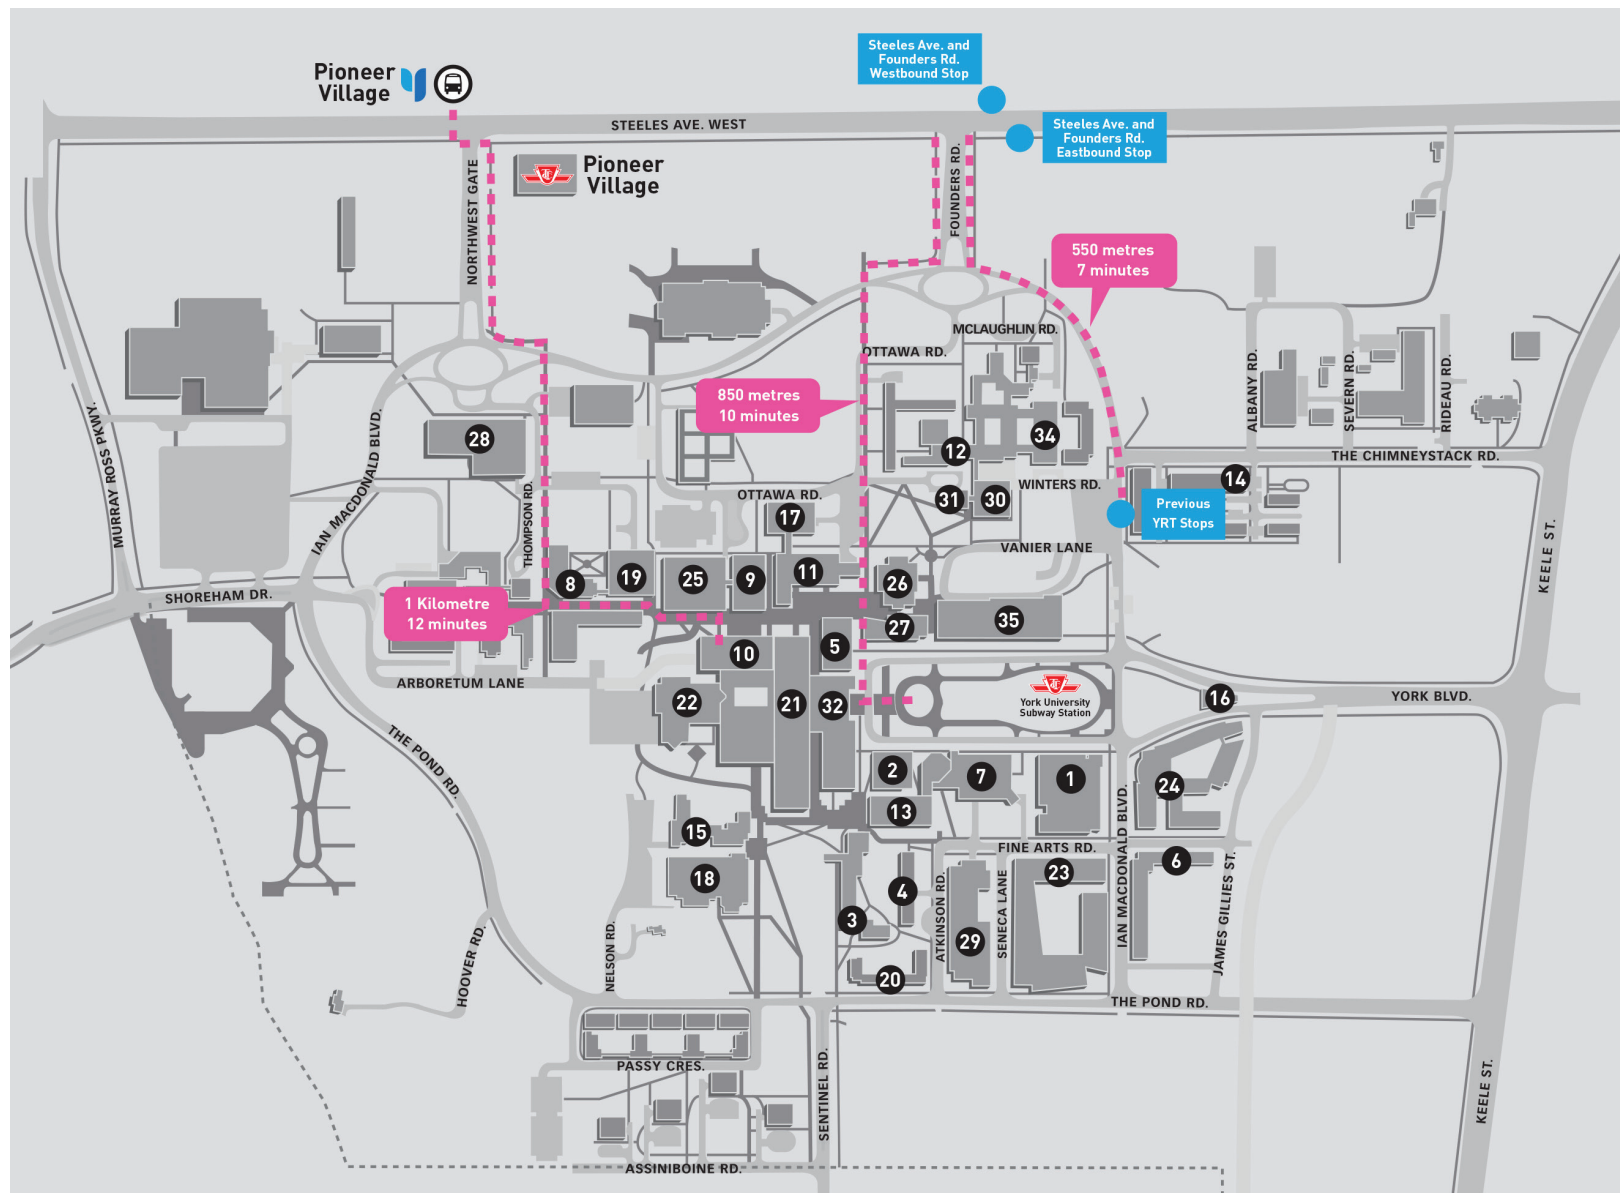 Steeles Ave. and
Founders Rd.
Westbound Stop
Pioneer
Village
STEELES AVE. WEST
Steeles Ave. and
Founders Rd.
Eastbound Stop
TTC
Pioneer
Village
NORTHWEST GATE
FOUNDERS RD.
550 metres
7 minutes
MCLAUGHLIN RD.
OTTAWA RD.
850 metres
10 minutes
ALBANY RD.
SEVERN RD.
RIDEAU RD.
MURRAY ROSS PKWY.
IAN MACDONALD BLVD.
28
12
34
THE CHIMNEYSTACK RD.
THOMPSON RD.
OTTAWA RD.
WINTERS RD.
14
31
30
17
Previous
YRT Stops
KEELE ST.
VANIER LANE
8
19
25
9
11
26
SHOREHAM DR.
1 Kilometre
12 minutes
27
35
10
5
ARBORETUM LANE
22
21
32
TTC
York University
Subway Station
16
YORK BLVD.
THE POND RD.
2
7
1
24
13
IAN MACDONALD BLVD.
15
FINE ARTS RD.
6
18
4
23
3
ATKINSON RD.
29
SENECA LANE
JAMES GILLIES ST.
20
HOOVER RD.
NELSON RD.
THE POND RD.
PASSY CRES.
SENTINEL RD.
KEELE ST.
ASSINIBOINE RD.